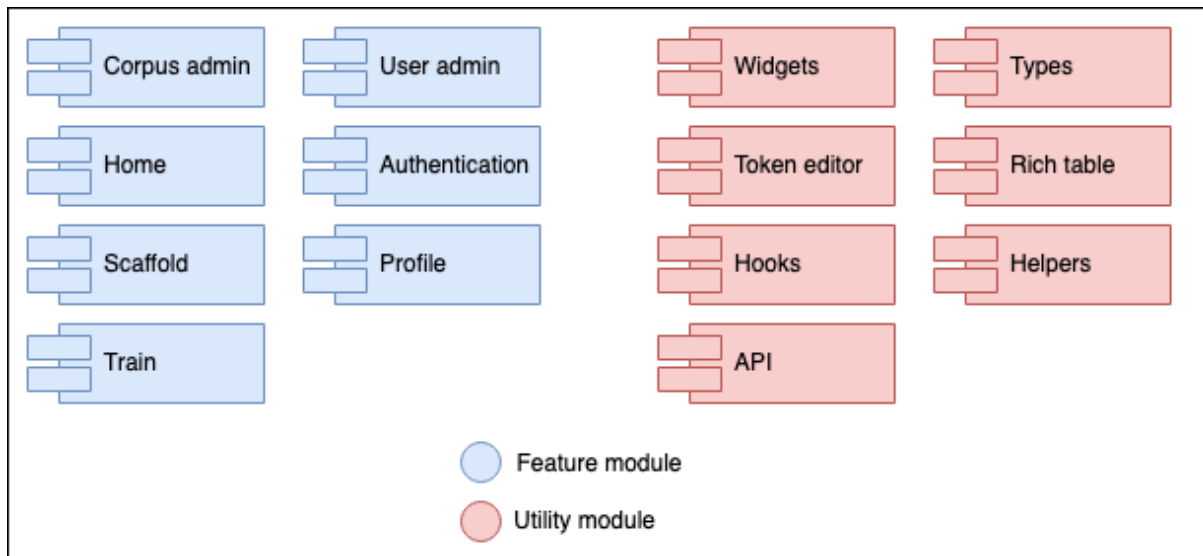 Corpus admin
User admin
Widgets
Types
Home
Authentication
Token editor
Rich table
Scaffold
Profile
Hooks
Helpers
Train
API
Feature module
Utility module